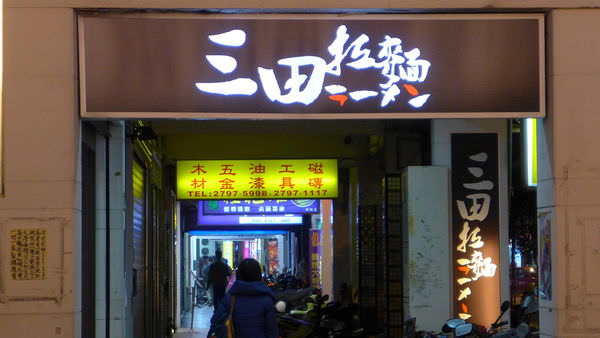 三田拉麵
ラーメン
木五油工磁
材金漆具磚
TEL:2797-5998.2797-1117
三田拉麵
ラーメン